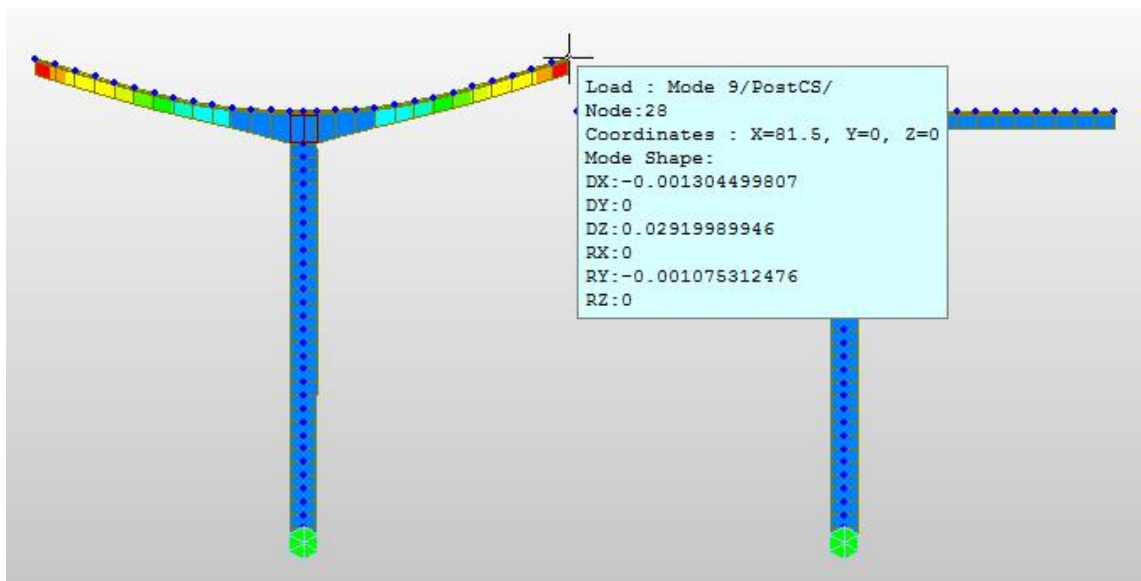 Load : Mode 9/PostCS/
Node:28
Coordinates : X=81.5, Y=0, Z=0
Mode Shape:
DX:-0.001304499807
DY:0
DZ:0.02919989946
RX:0
RY:-0.001075312476
RZ:0